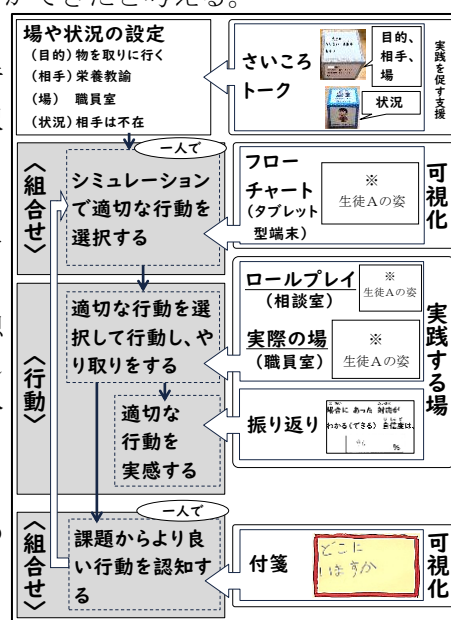 ができたと考える。
場や状況の設定
(目的)物を取りに行く
(相手)栄養教諭
(場) 職員室
(状況)相手は不在
さいころ
トーク
目的、
相手、
場
状況
実践を促す支援
〈組合せ〉
一人で
シミュレーション
で適切な行動を
選択する
フロー
チャート
(タブレット
型端末)
※
生徒Aの姿
可視化
〈行動〉
適切な行動を選
択して行動し、や
り取りをする
適切な
行動を
実感する
ロールプレイ
(相談室)
※
生徒Aの姿
実際の場
(職員室)
※
生徒Aの姿
振り返り
場合に あった 対応が
わかる(できる) 自信度は、
%
実践する場
〈組合せ〉
一人で
課題からより良
い行動を認知す
る
付箋
どこに
いますか
可視化